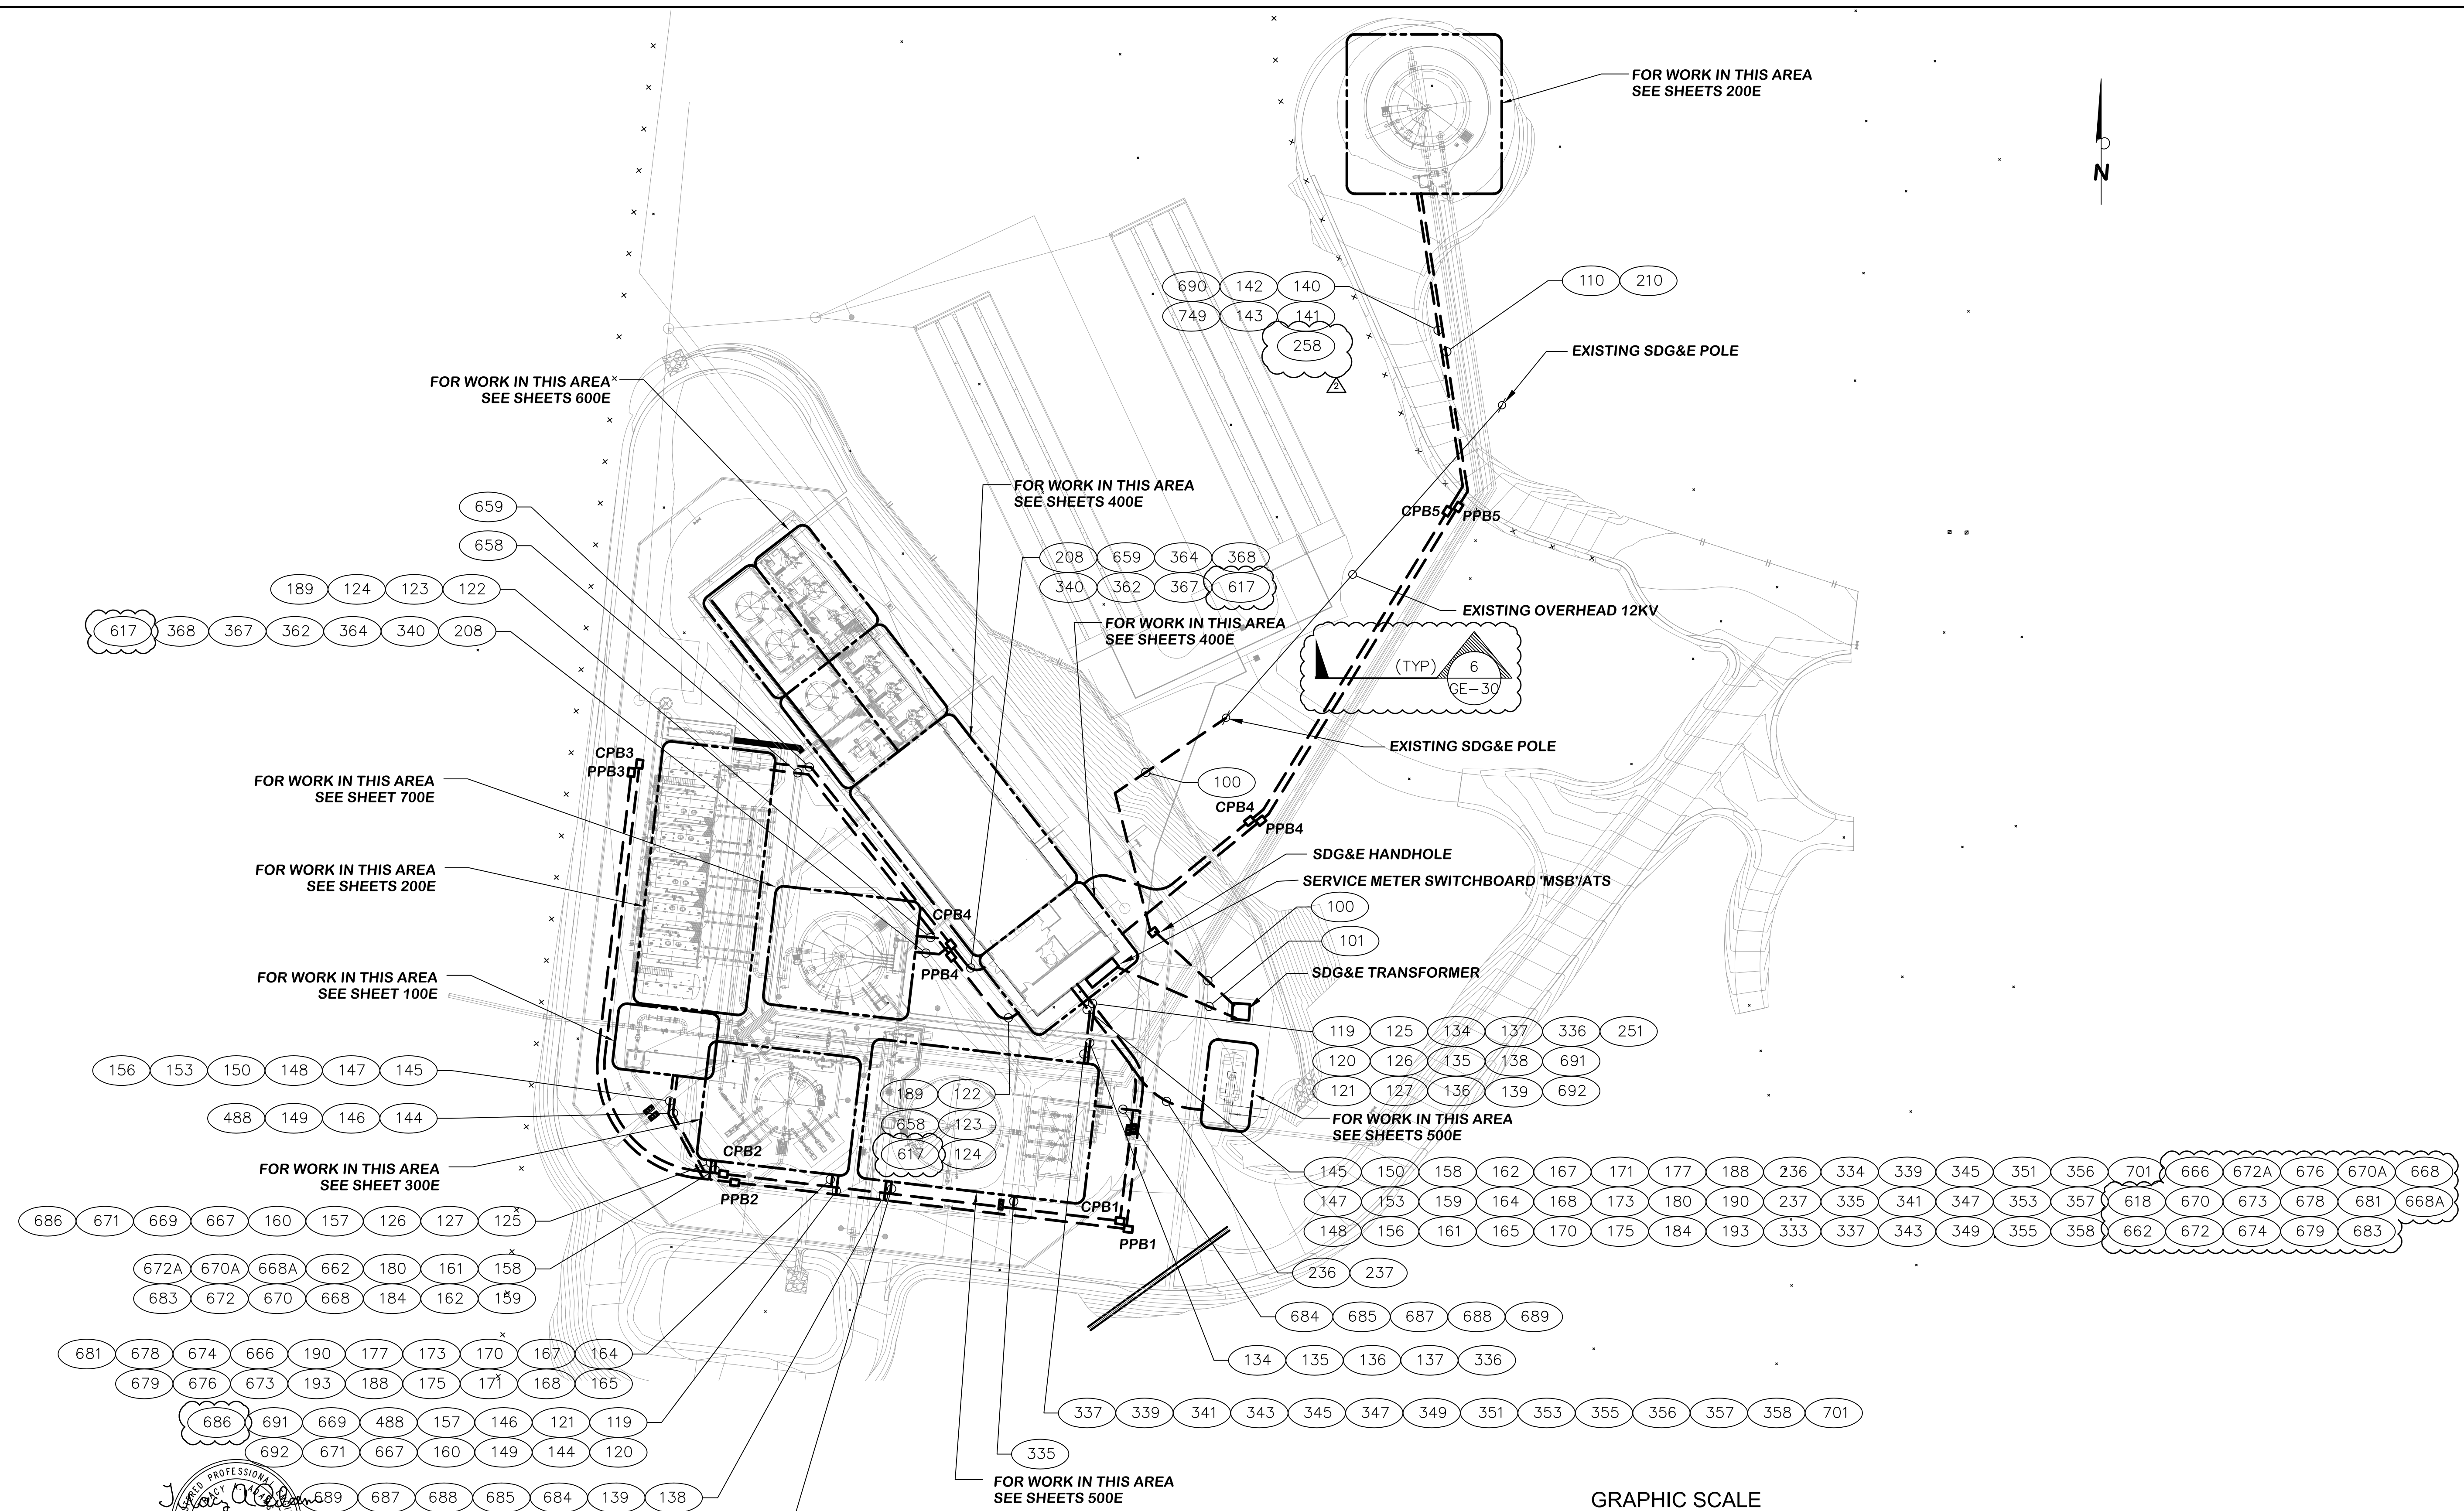 FOR WORK IN THIS AREA
SEE SHEETS 200E
N
690 142 140
749 143 141
258
2
110 210
EXISTING SDG&E POLE
FOR WORK IN THIS AREA
SEE SHEETS 600E
FOR WORK IN THIS AREA
SEE SHEETS 400E
CPB5
PPB5
659
658
208 659 364 368
340 362 367 617
189 124 123 122
617 368 367 362 364 340 208
EXISTING OVERHEAD 12KV
FOR WORK IN THIS AREA
SEE SHEETS 400E
(TYP) 6
GE-30
EXISTING SDG&E POLE
CPB3
PPB3
FOR WORK IN THIS AREA
SEE SHEET 700E
100
CPB4
PPB4
SDG&E HANDHOLE
FOR WORK IN THIS AREA
SEE SHEETS 200E
SERVICE METER SWITCHBOARD 'MSB'/ATS
100
CPB4
PPB4
101
SDG&E TRANSFORMER
FOR WORK IN THIS AREA
SEE SHEET 100E
119 125 134 137 336 251
120 126 135 138 691
121 127 136 139 692
156 153 150 148 147 145
488 149 146 144
189 122
658 123
617 124
FOR WORK IN THIS AREA
SEE SHEETS 500E
CPB2
PPB2
FOR WORK IN THIS AREA
SEE SHEET 300E
145 150 158 162 167 171 177 188 236 334 339 345 351 356 701 666 672A 676 670A 668
147 153 159 164 168 173 180 190 237 335 341 347 353 357 618 670 673 678 681 668A
148 156 161 165 170 175 184 193 333 337 343 349 355 358 662 672 674 679 683
CPB1
PPB1
686 671 669 667 160 157 126 127 125
672A 670A 668A 662 180 161 158
683 672 670 668 184 162 159
236 237
684 685 687 688 689
681 678 674 666 190 177 173 170 167 164
679 676 673 193 188 175 171 168 165
134 135 136 137 336
686 691 669 488 157 146 121 119
692 671 667 160 149 144 120
337 339 341 343 345 347 349 351 353 355 356 357 358 701
335
FOR WORK IN THIS AREA
SEE SHEETS 500E
689 687 688 685 684 139 138
PROFESSIONAL
GRAPHIC SCALE